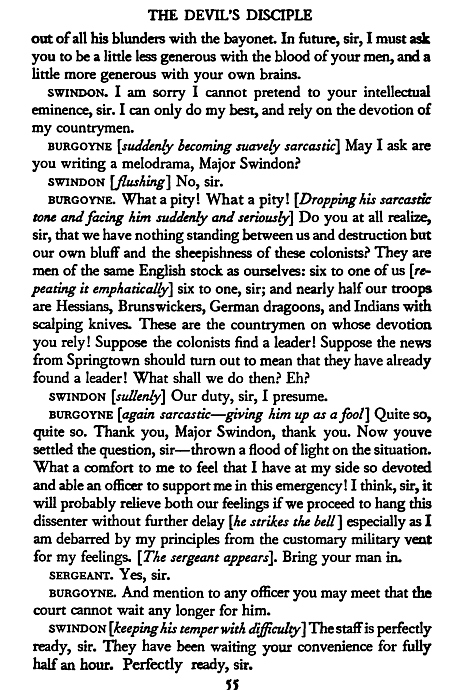 THE DEVIL'S DISCIPLE
out of all his blunders with the bayonet. In future, sir, I must ask
you to be a little less generous with the blood of your men, and a
little more generous with your own brains.
SWINDON. I am sorry I cannot pretend to your intellectual
eminence, sir. I can only do my best, and rely on the devotion of
my countrymen.
BURGOYNE [suddenly becoming suavely sarcastic] May I ask are
you writing a melodrama, Major Swindon?
SWINDON [flushing] No, sir.
BURGOYNE. What a pity! What a pity! [Dropping his sarcastic
tone and facing him suddenly and seriously] Do you at all realize,
sir, that we have nothing standing between us and destruction but
our own bluff and the sheepishness of these colonists? They are
men of the same English stock as ourselves: six to one of us [re-
peating it emphatically] six to one, sir; and nearly half our troops
are Hessians, Brunswickers, German dragoons, and Indians with
scalping knives. These are the countrymen on whose devotion
you rely! Suppose the colonists find a leader! Suppose the news
from Springtown should turn out to mean that they have already
found a leader! What shall we do then? Eh?
SWINDON [sullenly] Our duty, sir, I presume.
BURGOYNE [again sarcastic—giving him up as a fool] Quite so,
quite so. Thank you, Major Swindon, thank you. Now youve
settled the question, sir—thrown a flood of light on the situation.
What a comfort to me to feel that I have at my side so devoted
and able an officer to support me in this emergency! I think, sir, it
will probably relieve both our feelings if we proceed to hang this
dissenter without further delay [he strikes the bell] especially as I
am debarred by my principles from the customary military vent
for my feelings. [The sergeant appears]. Bring your man in.
SERGEANT. Yes, sir.
BURGOYNE. And mention to any officer you may meet that the
court cannot wait any longer for him.
SWINDON [keeping his temper with difficulty] The staff is perfectly
ready, sir. They have been waiting your convenience for fully
half an hour. Perfectly ready, sir.
55